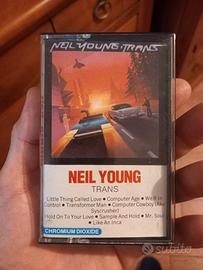 NEIL YOUNG·TRANS
NEIL YOUNG
TRANS
Little Thing Called Love • Computer Age • We R In
Control • Transformer Man • Computer Cowboy (AKA
Syscrusher)
Hold On To Your Love • Sample And Hold • Mr. Soul
• Like An Inca
CHROMIUM DIOXIDE
subito